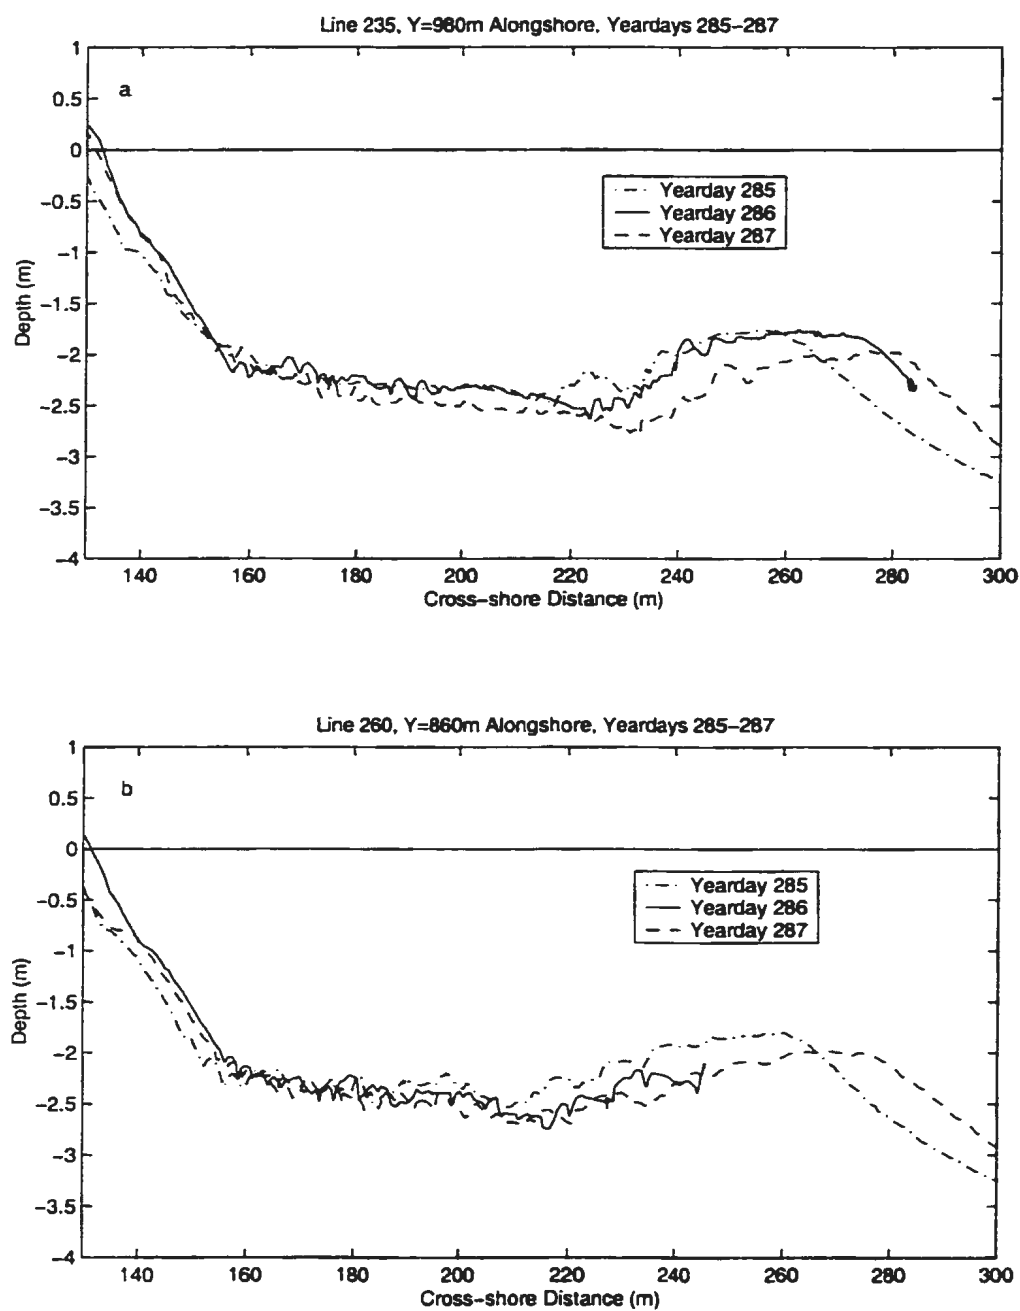 Line 235, Y=980m Alongshore, Yeardays 285-287
1
a
0.5
0
Yearday 285
-0.5
Yearday 286
Yearday 287
-1
Depth (m)
-1.5
-2
-2.5
-3
-3.5
-4
140 160 180 200 220 240 260 280 300
Cross-shore Distance (m)
Line 260, Y=860m Alongshore, Yeardays 285-287
1
b
0.5
0
Yearday 285
-0.5
Yearday 286
Yearday 287
-1
Depth (m)
-1.5
-2
-2.5
-3
-3.5
-4
140 160 180 200 220 240 260 280 300
Cross-shore Distance (m)